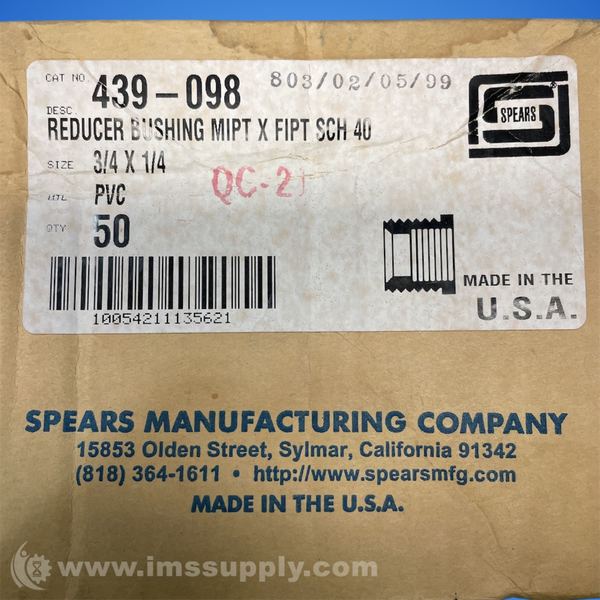 CAT NO. 439-098 803/02/05/99
DESC. REDUCER BUSHING MIPT X FIPT SCH 40
SPEARS ®
SIZE 3/4 X 1/4
MTL PVC
QC-2
QTY 50
10054211135621
MADE IN THE
U.S.A.
SPEARS MANUFACTURING COMPANY
15853 Olden Street, Sylmar, California 91342
(818) 364-1611 • http://www.spearsmfg.com
MADE IN THE U.S.A.
www.imssupply.com